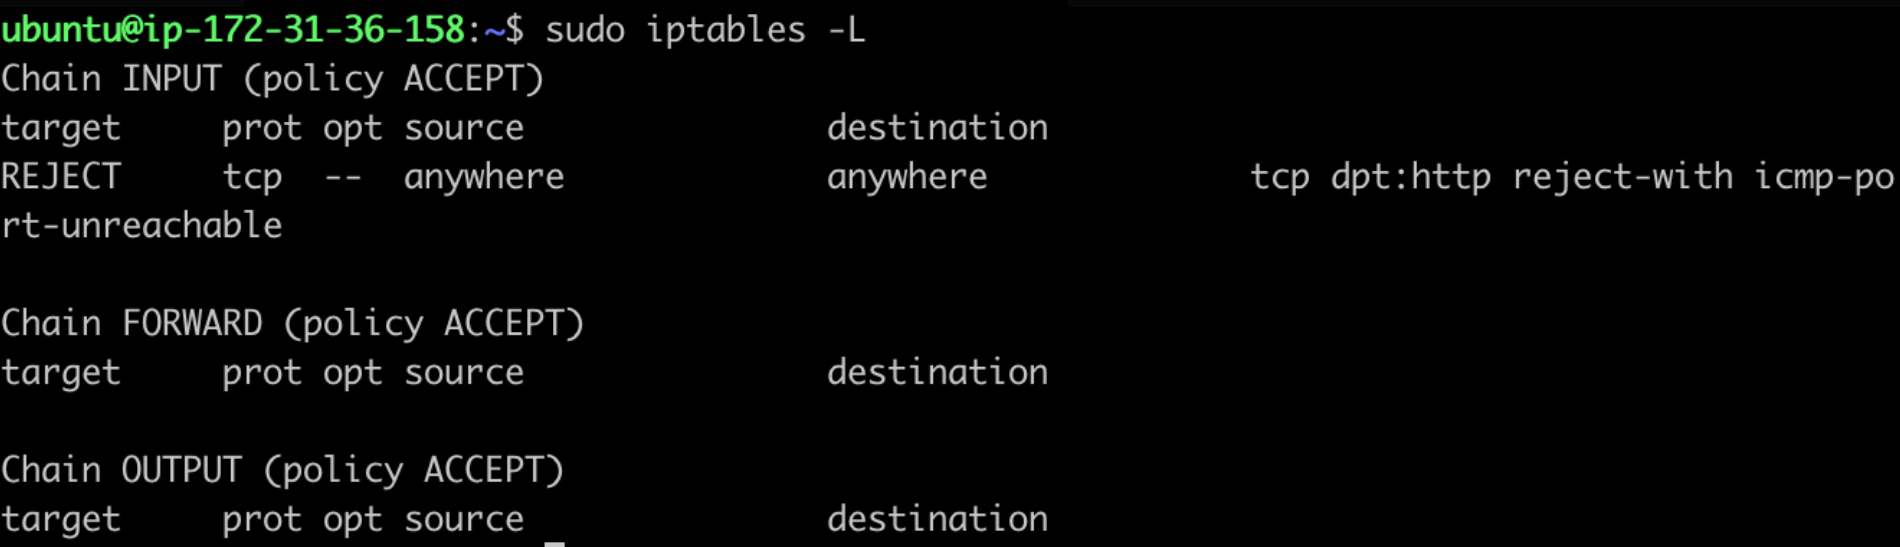 ubuntu@ip-172-31-36-158:~$ sudo iptables -L
Chain INPUT (policy ACCEPT)
target     prot opt source               destination
REJECT     tcp  --  anywhere             anywhere             tcp dpt:http reject-with icmp-po
rt-unreachable

Chain FORWARD (policy ACCEPT)
target     prot opt source               destination

Chain OUTPUT (policy ACCEPT)
target     prot opt source               destination